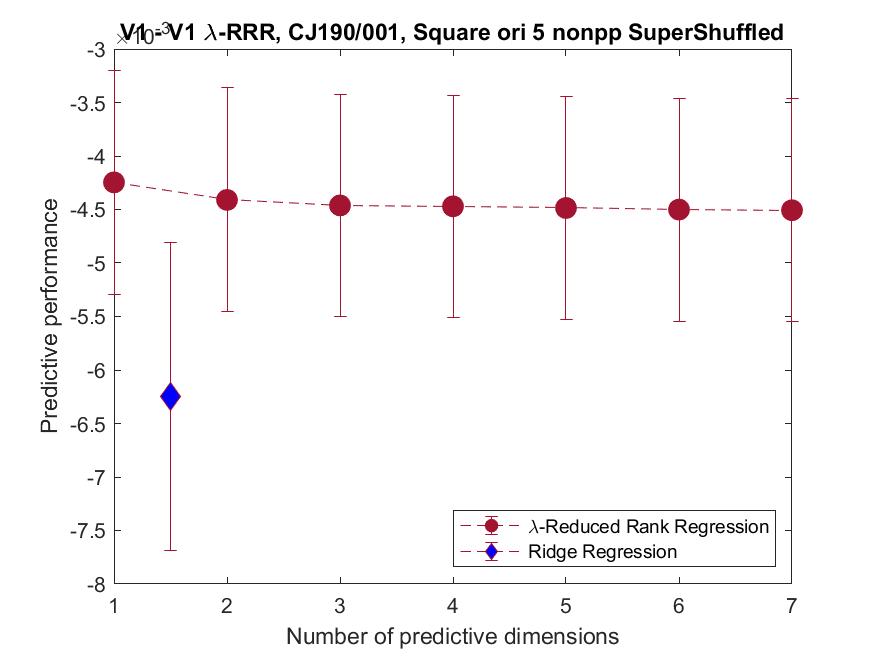 V1 - V1 λ-RRR, CJ190/001, Square ori 5 nonpp SuperShuffled
×10-3
-3
-3.5
-4
-4.5
-5
-5.5
-6
-6.5
-7
-7.5
-8
Predictive performance
λ-Reduced Rank Regression
Ridge Regression
1 2 3 4 5 6 7
Number of predictive dimensions